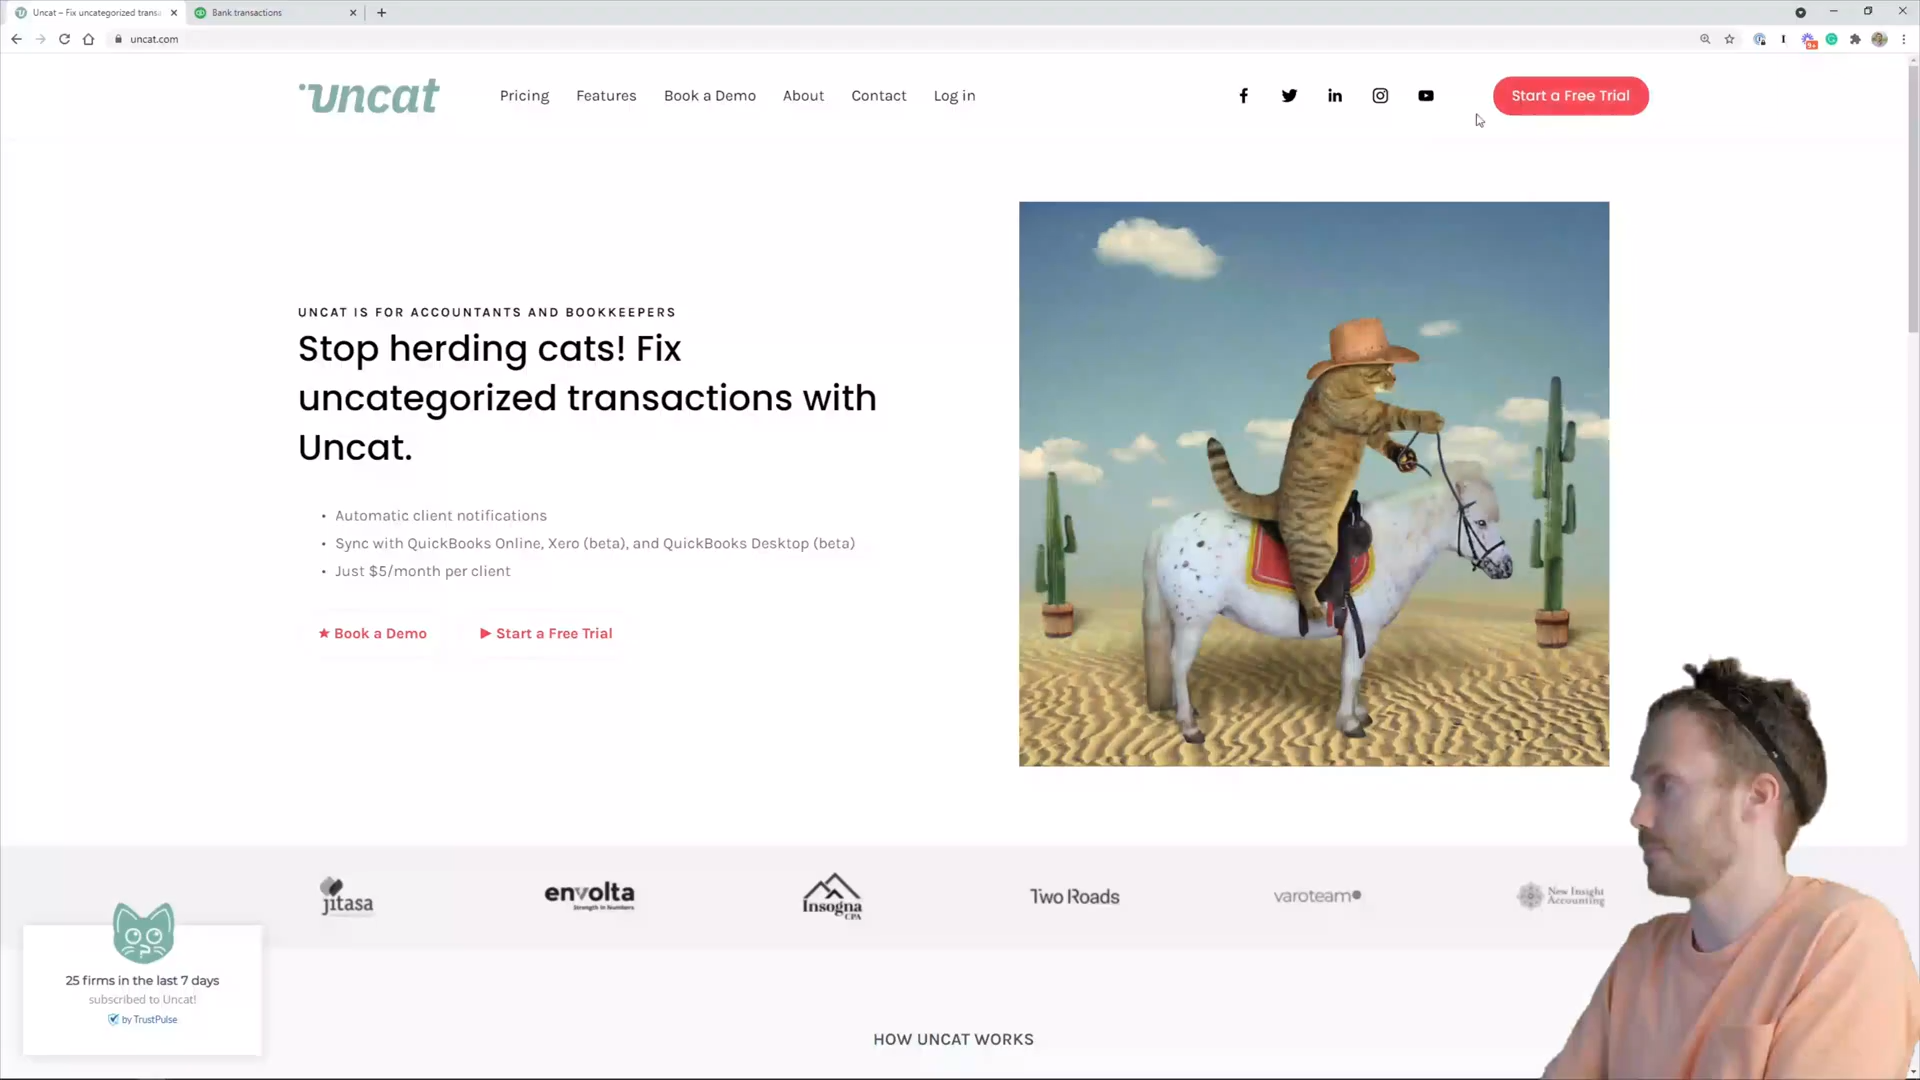 Uncat – Fix uncategorized transa
Bank transactions
uncat.com
9+
uncat
Pricing
Features
Book a Demo
About
Contact
Log in
Start a Free Trial
UNCAT IS FOR ACCOUNTANTS AND BOOKKEEPERS
Stop herding cats! Fix
uncategorized transactions with
Uncat.
• Automatic client notifications
• Sync with QuickBooks Online, Xero (beta), and QuickBooks Desktop (beta)
• Just $5/month per client
★ Book a Demo
▶ Start a Free Trial
jitasa
envolta
Strength in Numbers
Insogna
CPA
Two Roads
varoteam
New Insight
Accounting
25 firms in the last 7 days
subscribed to Uncat!
by TrustPulse
HOW UNCAT WORKS